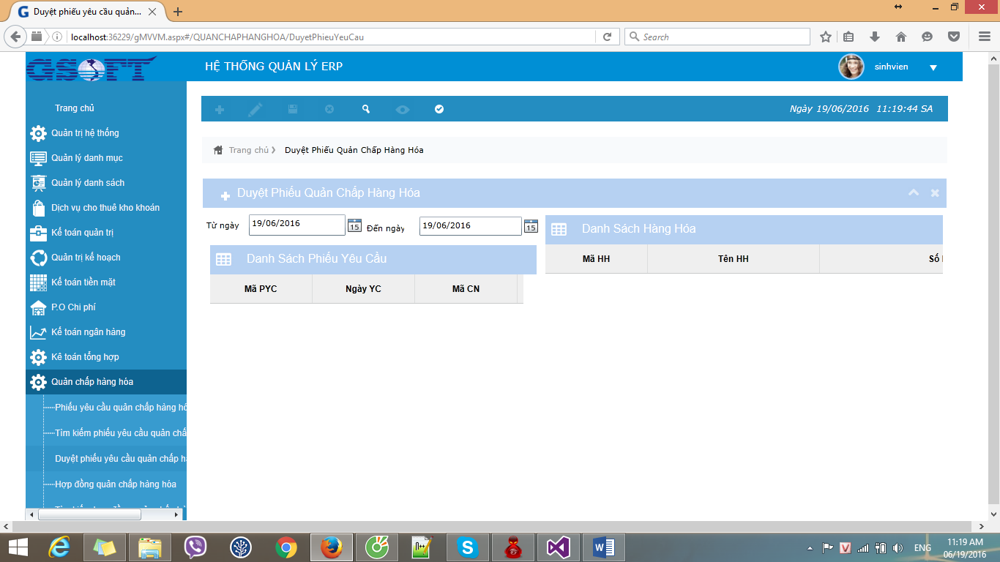 Duyệt phiếu yêu cầu quản...
localhost:36229/gMVVM.aspx#/QUANCHAPHANGHOA/DuyetPhieuYeuCau
Search
GSOFT
HỆ THỐNG QUẢN LÝ ERP
sinhvien
Trang chủ
Quản trị hệ thống
Quản lý danh mục
Quản lý danh sách
Dịch vụ cho thuê kho khoán
Kế toán quản trị
Quản trị kế hoạch
Kế toán tiền mặt
P.O Chi phí
Kế toán ngân hàng
Kế toán tổng hợp
Quản chấp hàng hóa
Phiếu yêu cầu quản chấp hàng hó
Tìm kiếm phiếu yêu cầu quản chấ
Duyệt phiếu yêu cầu quản chấp h
Hợp đồng quản chấp hàng hóa
Ngày 19/06/2016 11:19:44 SA
Trang chủ
Duyệt Phiếu Quản Chấp Hàng Hóa
Duyệt Phiếu Quản Chấp Hàng Hóa
Từ ngày
19/06/2016
15
Đến ngày
19/06/2016
15
Danh Sách Phiếu Yêu Cầu
Mã PYC
Ngày YC
Mã CN
Danh Sách Hàng Hóa
Mã HH
Tên HH
Số
ENG
11:19 AM
06/19/2016